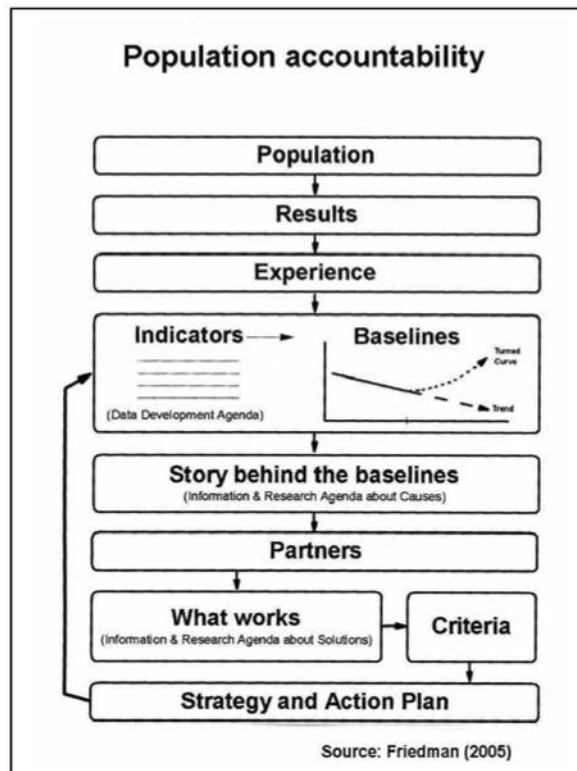 Population accountability
Population
Results
Experience
Indicators
Baselines
Turned
Curve
Trend
(Data Development Agenda)
Story behind the baselines
(Information & Research Agenda about Causes)
Partners
What works
(Information & Research Agenda about Solutions)
Criteria
Strategy and Action Plan
Source: Friedman (2005)